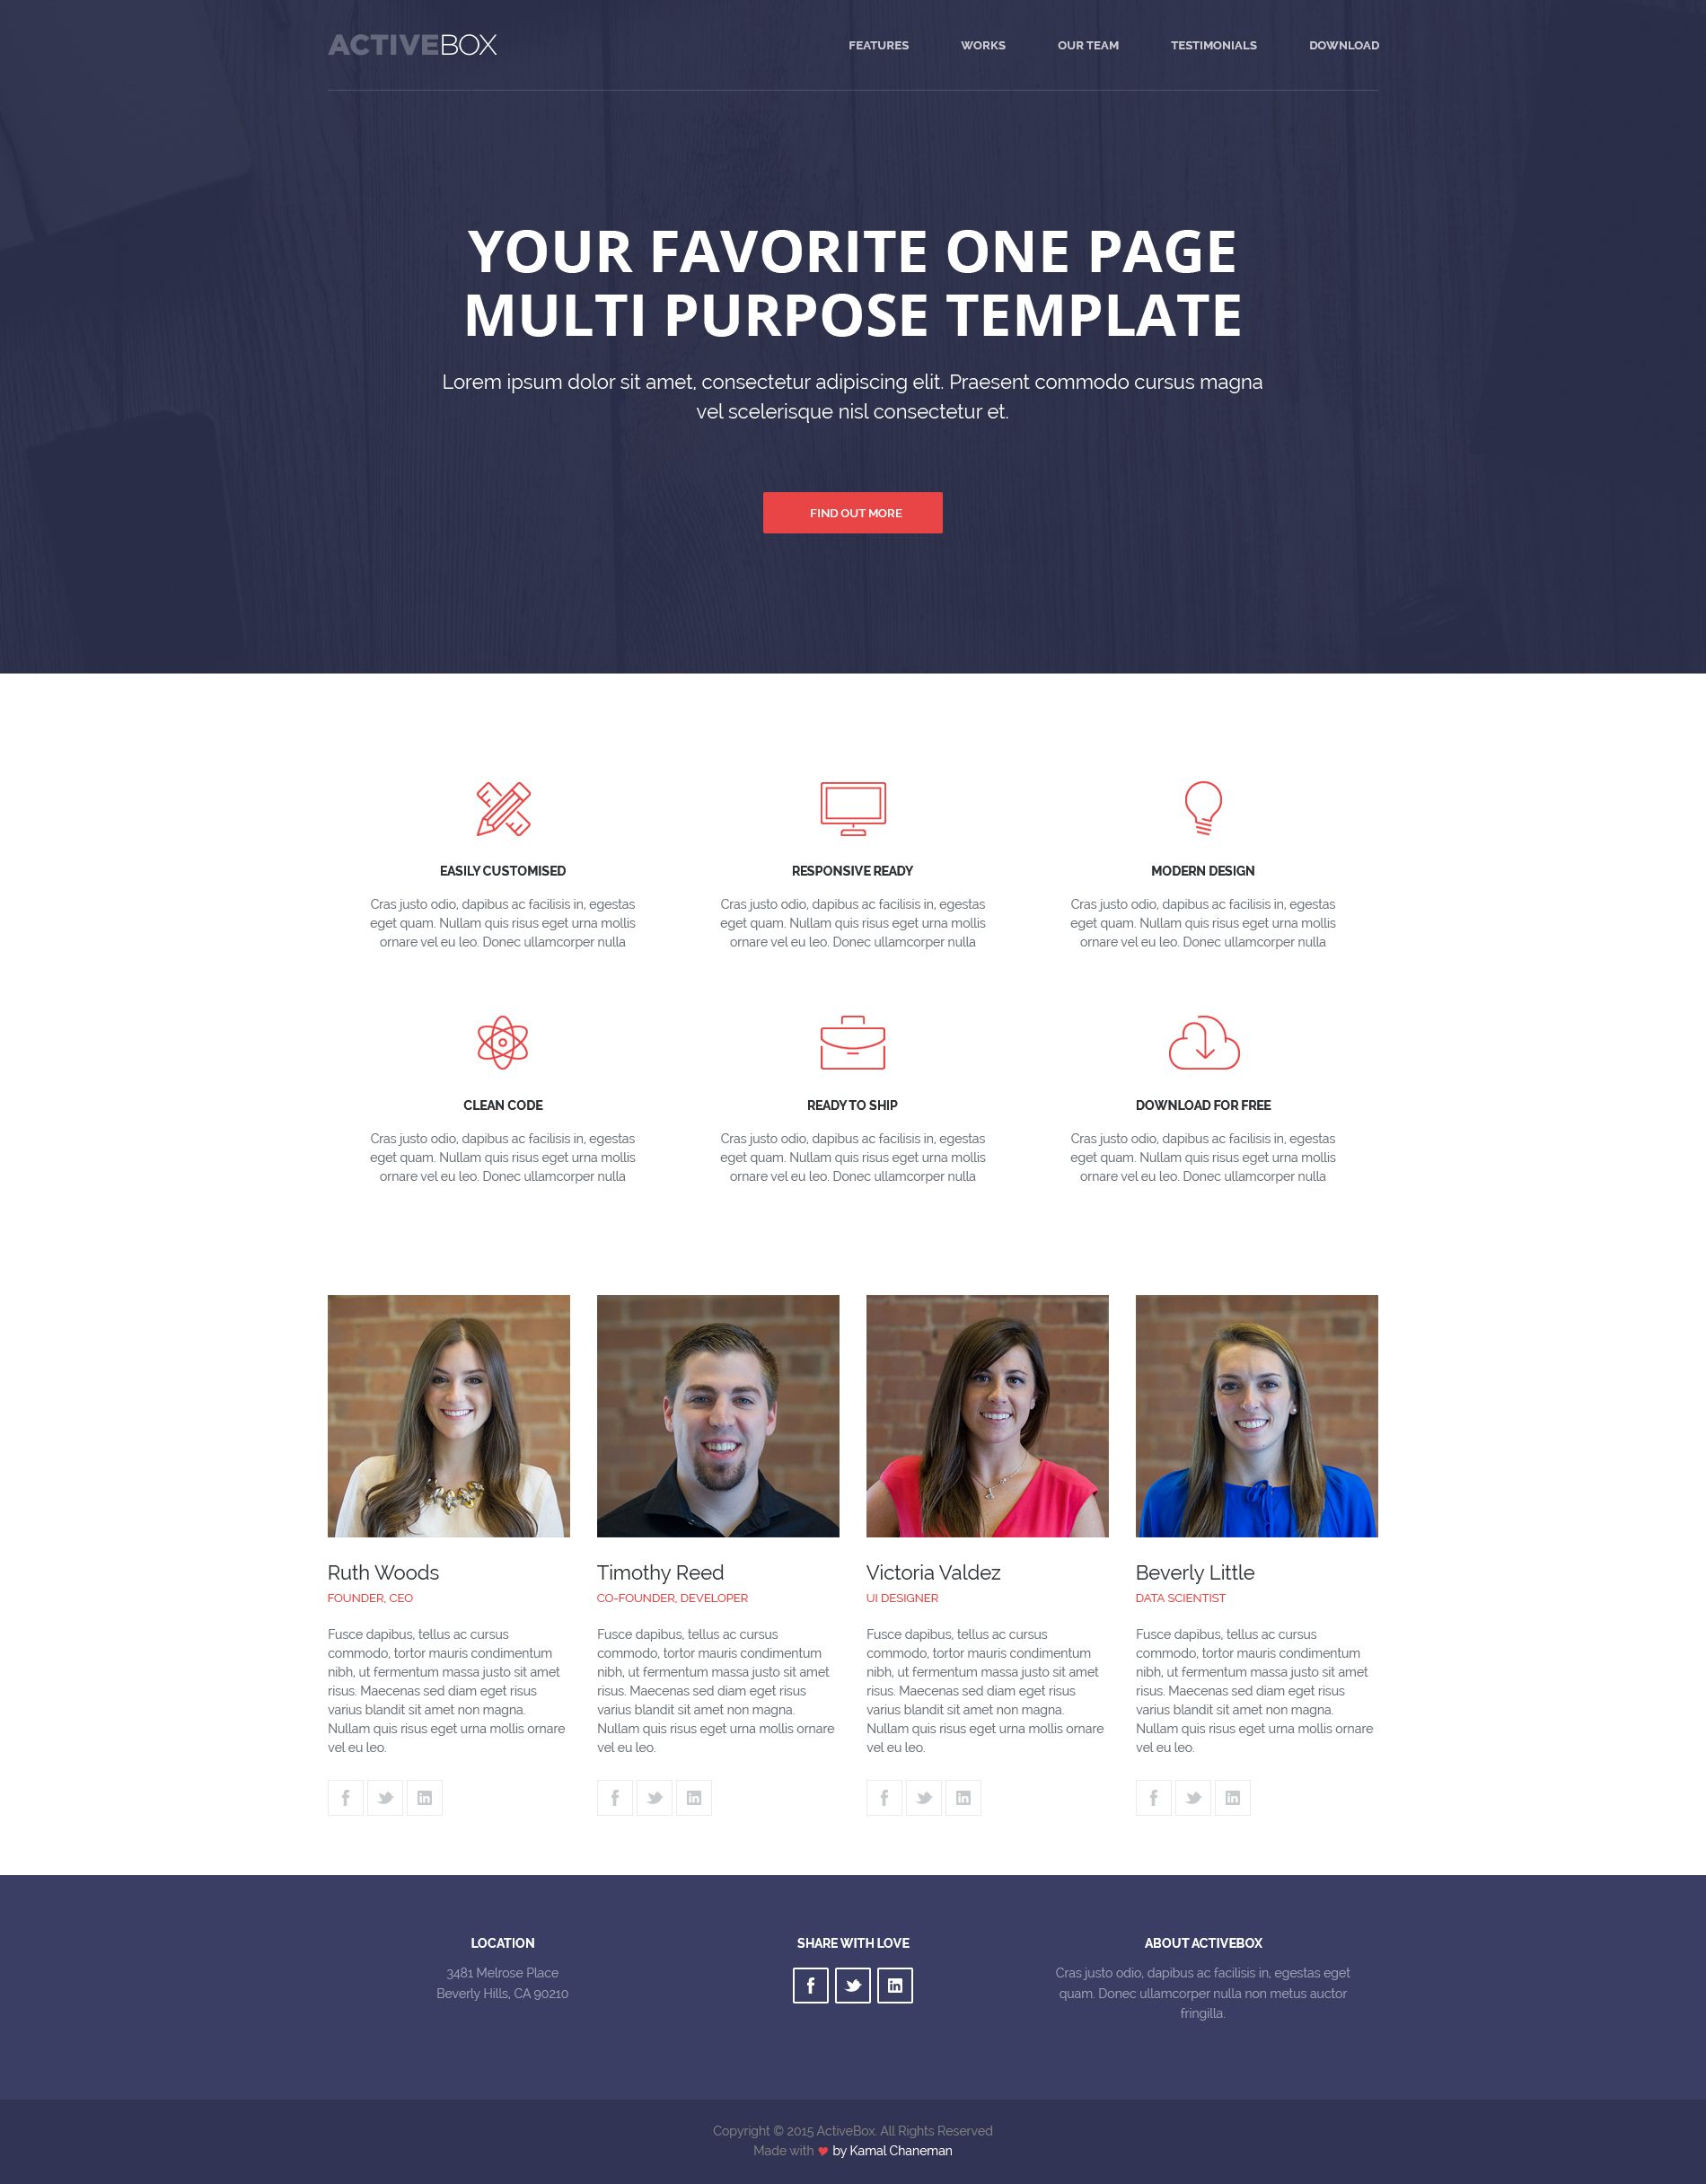 ACTIVEBOX
FEATURES WORKS OUR TEAM TESTIMONIALS DOWNLOAD
YOUR FAVORITE ONE PAGE
MULTI PURPOSE TEMPLATE
Lorem ipsum dolor sit amet, consectetur adipiscing elit. Praesent commodo cursus magna
vel scelerisque nisl consectetur et.
FIND OUT MORE
EASILY CUSTOMISED
Cras justo odio, dapibus ac facilisis in, egestas
eget quam. Nullam quis risus eget urna mollis
ornare vel eu leo. Donec ullamcorper nulla
RESPONSIVE READY
Cras justo odio, dapibus ac facilisis in, egestas
eget quam. Nullam quis risus eget urna mollis
ornare vel eu leo. Donec ullamcorper nulla
MODERN DESIGN
Cras justo odio, dapibus ac facilisis in, egestas
eget quam. Nullam quis risus eget urna mollis
ornare vel eu leo. Donec ullamcorper nulla
CLEAN CODE
Cras justo odio, dapibus ac facilisis in, egestas
eget quam. Nullam quis risus eget urna mollis
ornare vel eu leo. Donec ullamcorper nulla
READY TO SHIP
Cras justo odio, dapibus ac facilisis in, egestas
eget quam. Nullam quis risus eget urna mollis
ornare vel eu leo. Donec ullamcorper nulla
DOWNLOAD FOR FREE
Cras justo odio, dapibus ac facilisis in, egestas
eget quam. Nullam quis risus eget urna mollis
ornare vel eu leo. Donec ullamcorper nulla
Ruth Woods
FOUNDER, CEO
Fusce dapibus, tellus ac cursus
commodo, tortor mauris condimentum
nibh, ut fermentum massa justo sit amet
risus. Maecenas sed diam eget risus
varius blandit sit amet non magna.
Nullam quis risus eget urna mollis ornare
vel eu leo.
Timothy Reed
CO-FOUNDER, DEVELOPER
Fusce dapibus, tellus ac cursus
commodo, tortor mauris condimentum
nibh, ut fermentum massa justo sit amet
risus. Maecenas sed diam eget risus
varius blandit sit amet non magna.
Nullam quis risus eget urna mollis ornare
vel eu leo.
Victoria Valdez
UI DESIGNER
Fusce dapibus, tellus ac cursus
commodo, tortor mauris condimentum
nibh, ut fermentum massa justo sit amet
risus. Maecenas sed diam eget risus
varius blandit sit amet non magna.
Nullam quis risus eget urna mollis ornare
vel eu leo.
Beverly Little
DATA SCIENTIST
Fusce dapibus, tellus ac cursus
commodo, tortor mauris condimentum
nibh, ut fermentum massa justo sit amet
risus. Maecenas sed diam eget risus
varius blandit sit amet non magna.
Nullam quis risus eget urna mollis ornare
vel eu leo.
LOCATION
3481 Melrose Place
Beverly Hills, CA 90210
SHARE WITH LOVE
ABOUT ACTIVEBOX
Cras justo odio, dapibus ac facilisis in, egestas eget
quam. Donec ullamcorper nulla non metus auctor
fringilla.
Copyright © 2015 ActiveBox. All Rights Reserved
Made with ♥ by Kamal Chaneman